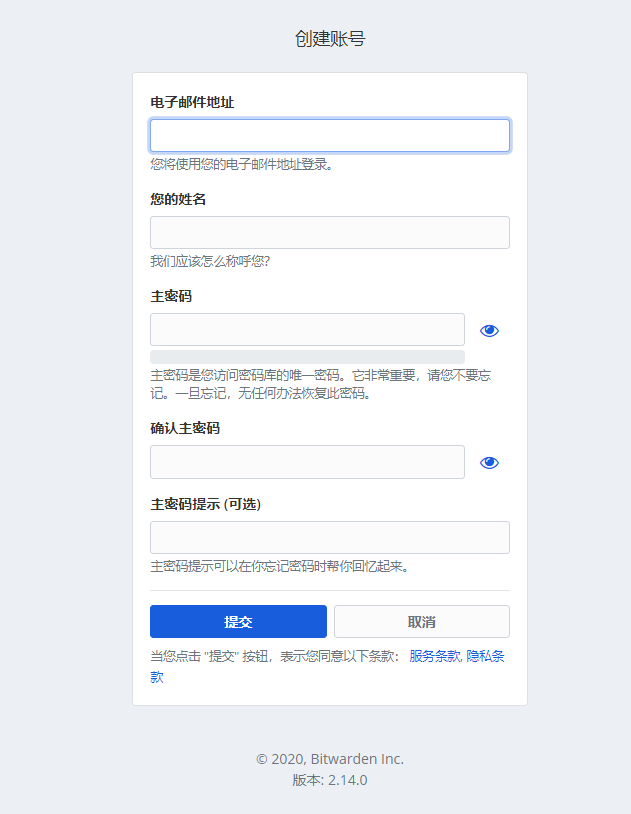 创建账号
电子邮件地址
您将使用您的电子邮件地址登录。
您的姓名
我们应该怎么称呼您?
主密码
主密码是您访问密码库的唯一密码。它非常重要，请您不要忘
记。一旦忘记，无任何办法恢复此密码。
确认主密码
主密码提示 (可选)
主密码提示可以在你忘记密码时帮你回忆起来。
提交 取消
当您点击 "提交" 按钮，表示您同意以下条款： 服务条款, 隐私条
款
© 2020, Bitwarden Inc.
版本: 2.14.0